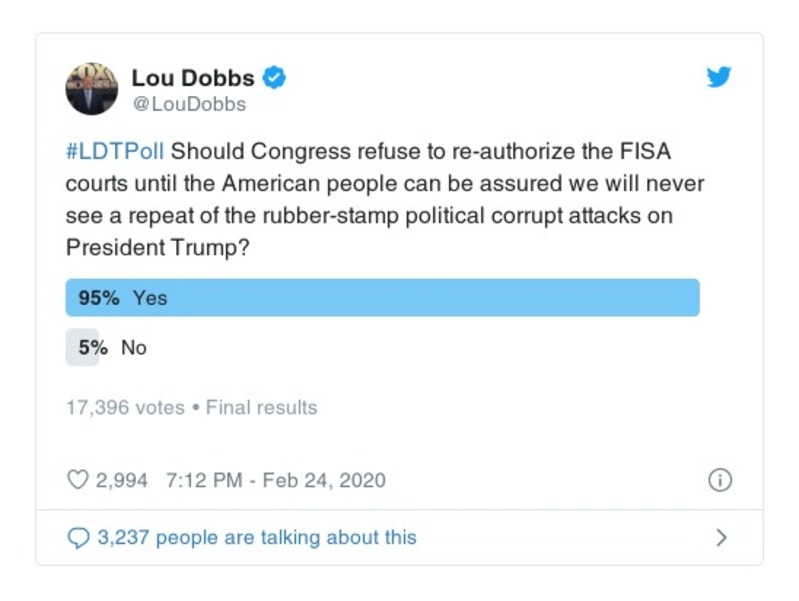 Lou Dobbs
@LouDobbs
#LDTPoll Should Congress refuse to re-authorize the FISA
courts until the American people can be assured we will never
see a repeat of the rubber-stamp political corrupt attacks on
President Trump?
95% Yes
5% No
17,396 votes • Final results
2,994 7:12 PM - Feb 24, 2020
3,237 people are talking about this